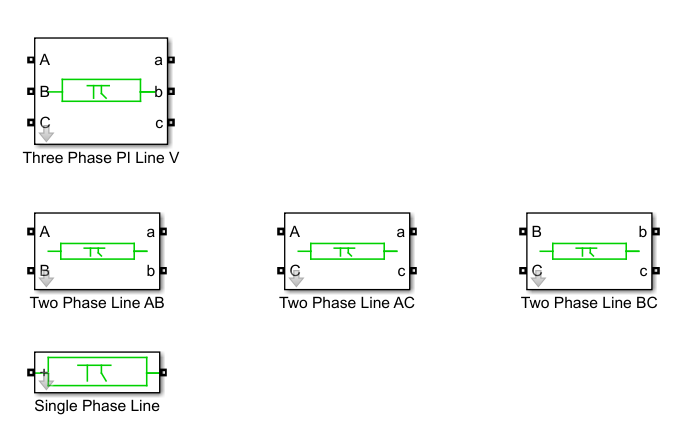 A a
B b
C c
Three Phase PI Line V
A a A a B b
B b C c C c
Two Phase Line AB Two Phase Line AC Two Phase Line BC
+
Single Phase Line